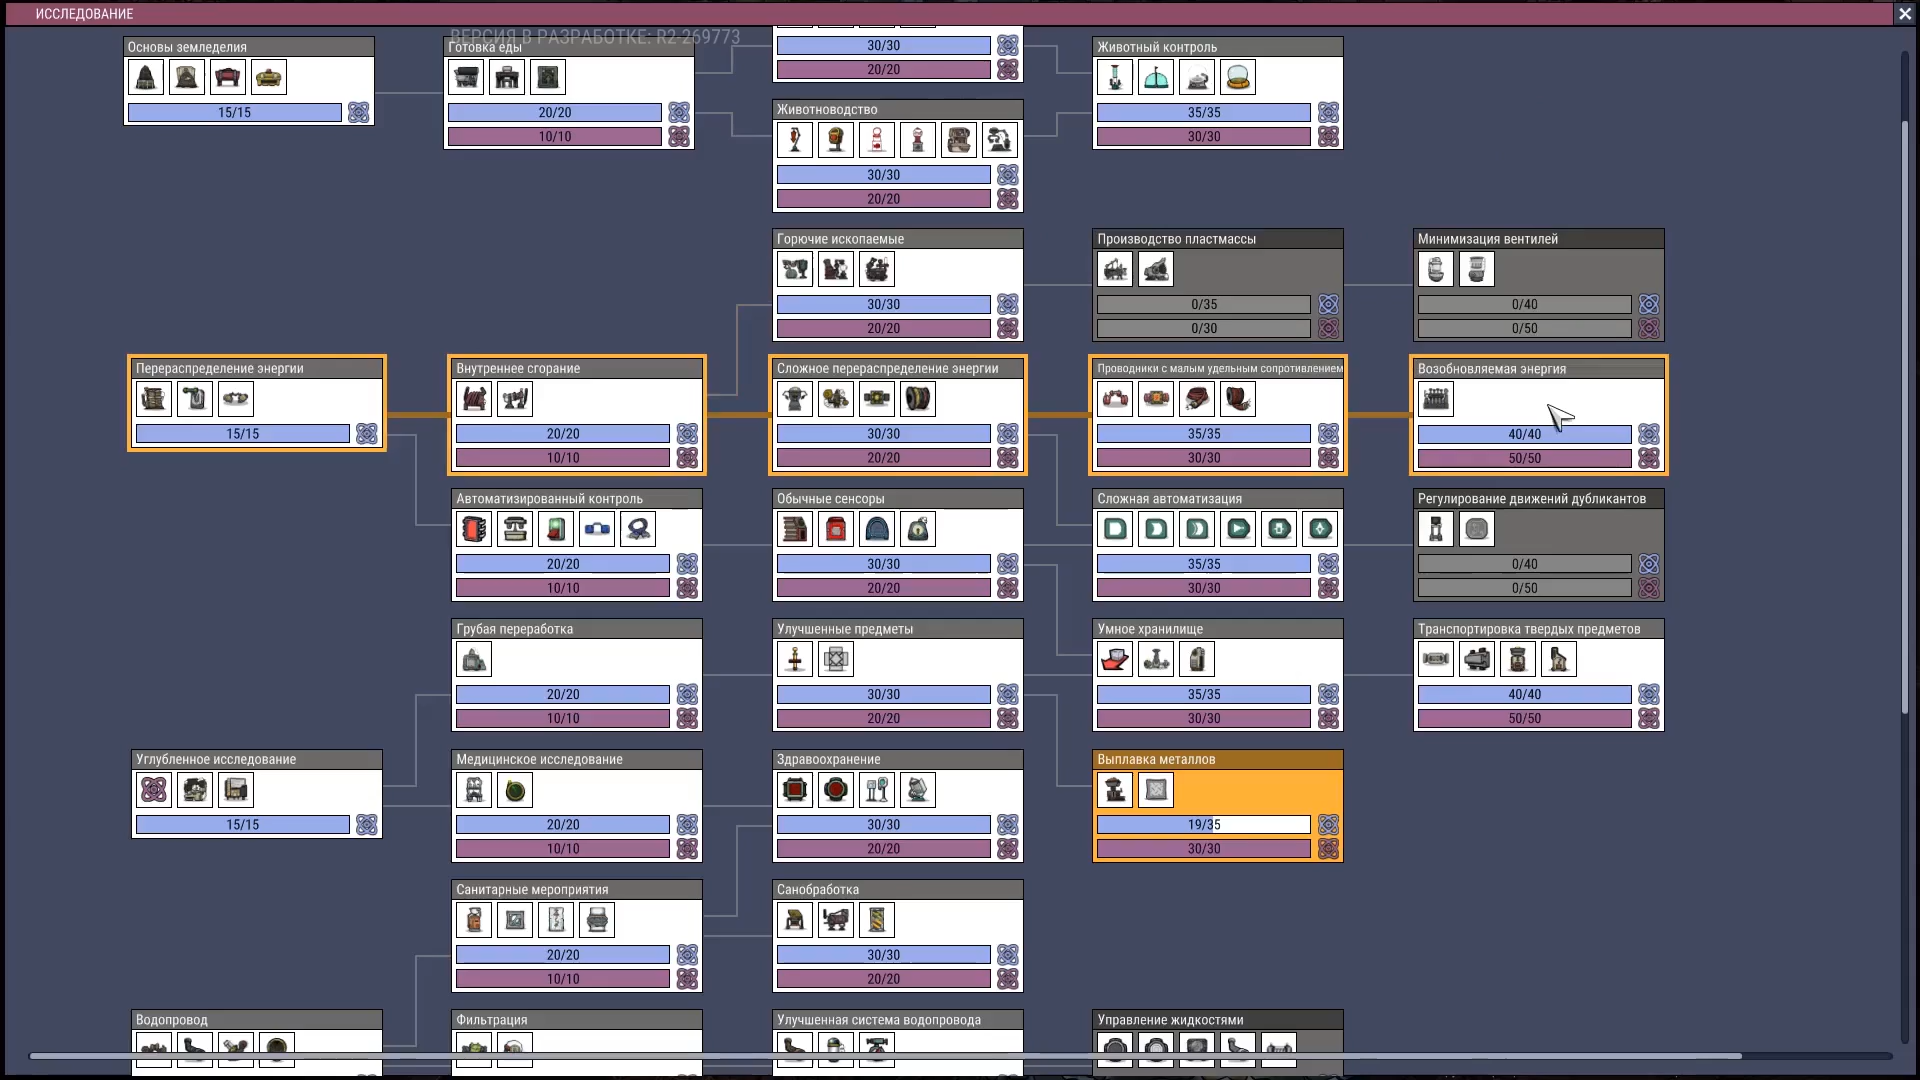 ИССЛЕДОВАНИЕ
ВЕРСИЯ В РАЗРАБОТКЕ: R2-269773
Основы земледелия
15/15
Готовка еды
20/20
10/10
30/30
20/20
Животный контроль
35/35
30/30
Животноводство
30/30
20/20
Горючие ископаемые
30/30
20/20
Производство пластмассы
0/35
0/30
Минимизация вентилей
0/40
0/50
Перераспределение энергии
15/15
Внутреннее сгорание
20/20
10/10
Сложное перераспределение энергии
30/30
20/20
Проводники с малым удельным сопротивлением
35/35
30/30
Возобновляемая энергия
40/40
50/50
Автоматизированный контроль
20/20
10/10
Обычные сенсоры
30/30
20/20
Сложная автоматизация
35/35
30/30
Регулирование движений дубликантов
0/40
0/50
Грубая переработка
20/20
10/10
Улучшенные предметы
30/30
20/20
Умное хранилище
35/35
30/30
Транспортировка твердых предметов
40/40
50/50
Углубленное исследование
15/15
Медицинское исследование
20/20
10/10
Здравоохранение
30/30
20/20
Выплавка металлов
19/35
30/30
Санитарные мероприятия
20/20
10/10
Санобработка
30/30
20/20
Водопровод
Фильтрация
Улучшенная система водопровода
Управление жидкостями